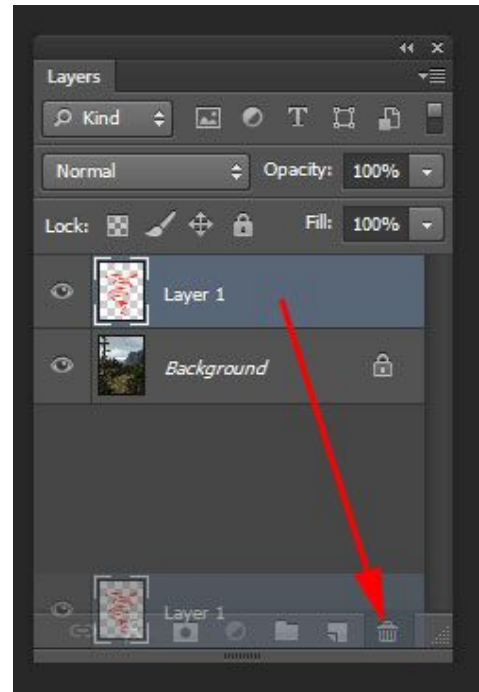 Layers
Kind
Normal Opacity: 100%
Lock: Fill: 100%
Layer 1
Background
Layer 1